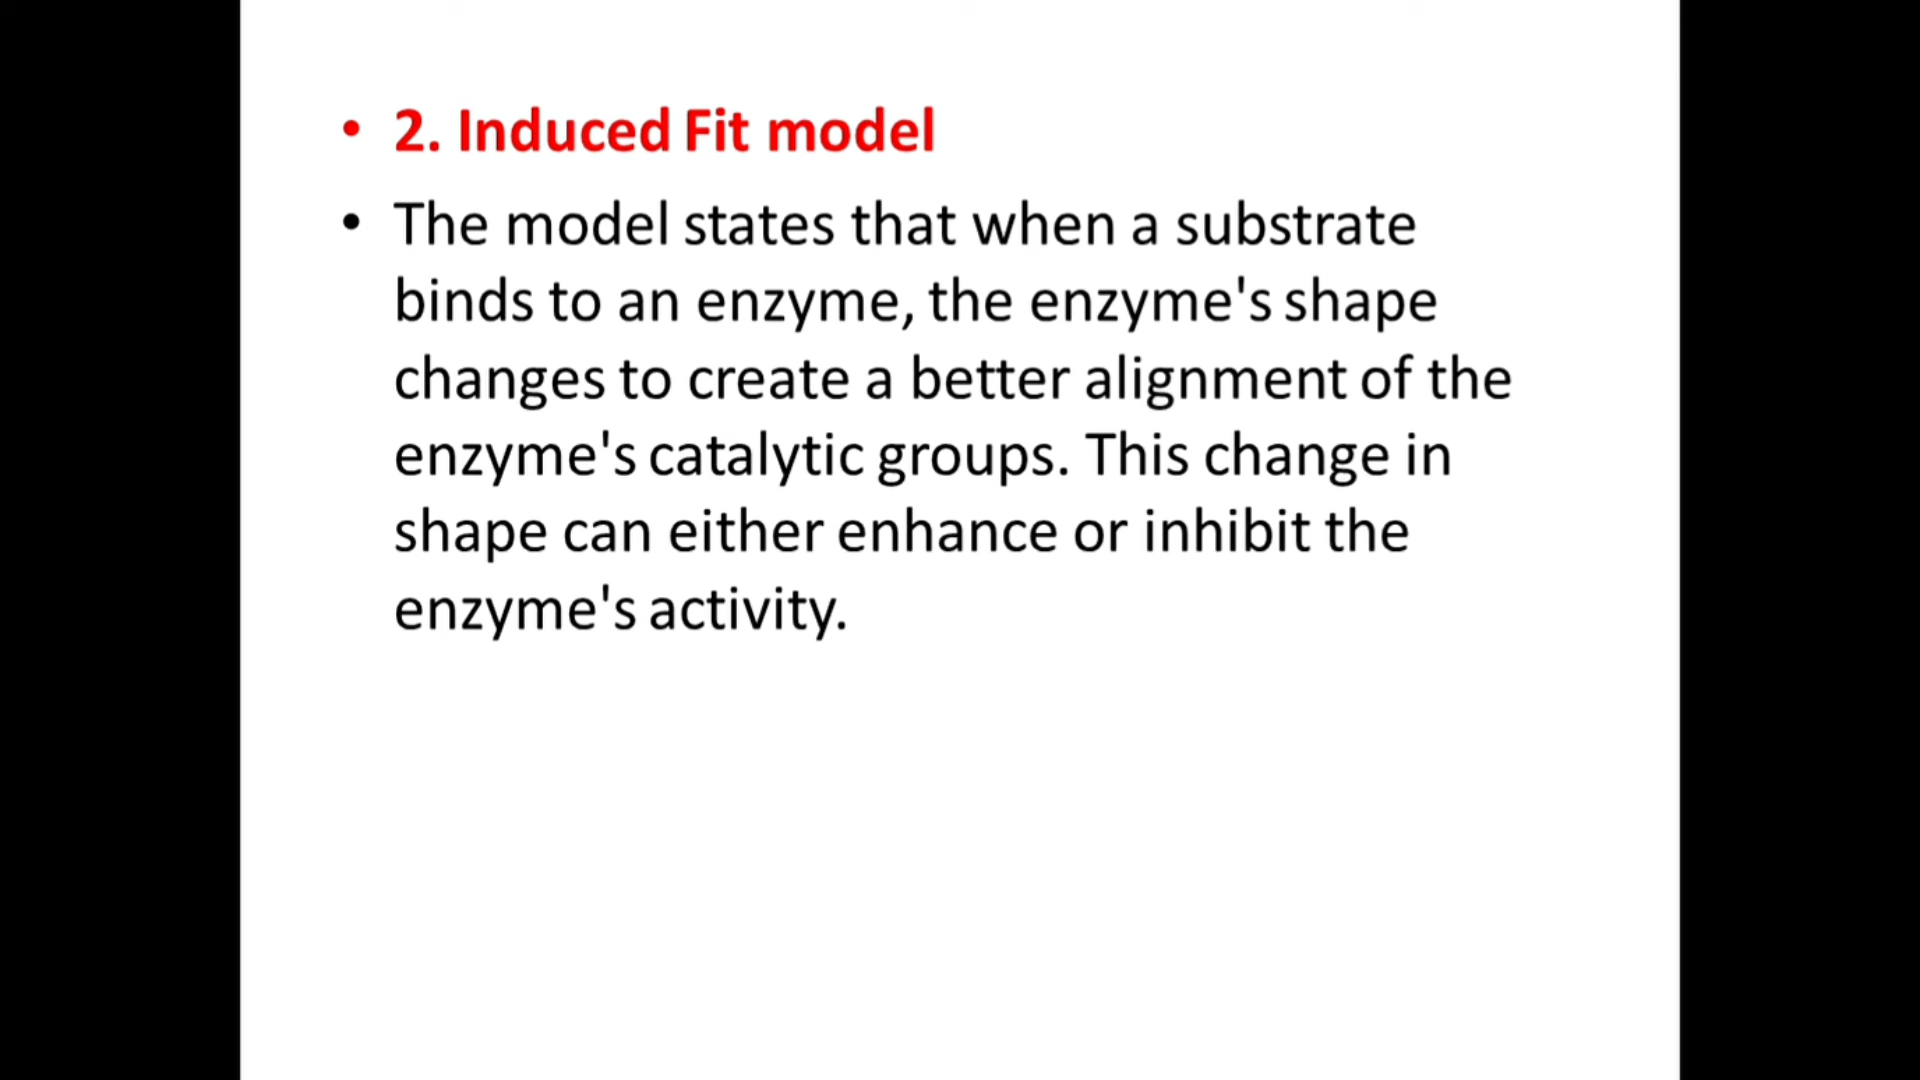 • 2. Induced Fit model
• The model states that when a substrate
binds to an enzyme, the enzyme's shape
changes to create a better alignment of the
enzyme's catalytic groups. This change in
shape can either enhance or inhibit the
enzyme's activity.